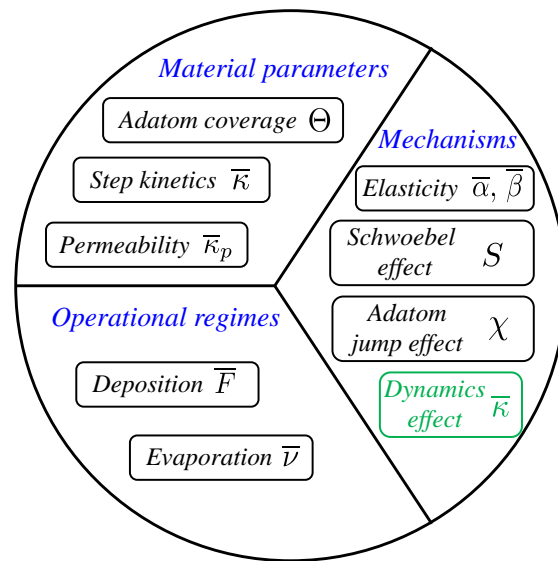 Material parameters
Adatom coverage Θ
Step kinetics κ̅
Permeability κ̅ₚ
Mechanisms
Elasticity α̅, β̅
Schwoebel
effect S
Adatom
jump effect χ
Dynamics
effect κ̅
Operational regimes
Deposition F̅
Evaporation ν̅